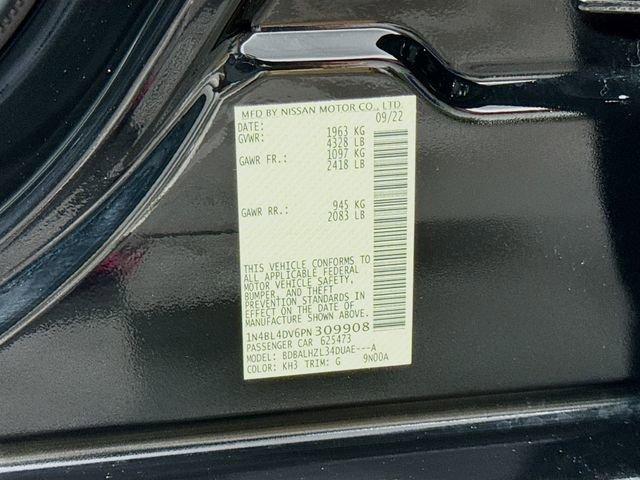 MFD BY NISSAN MOTOR CO., LTD.
DATE: 09/22
GVWR: 1963 KG
4328 LB
GAWR FR.: 1097 KG
2418 LB
GAWR RR.: 945 KG
2083 LB
THIS VEHICLE CONFORMS TO
ALL APPLICABLE FEDERAL
MOTOR VEHICLE SAFETY,
BUMPER, AND THEFT
PREVENTION STANDARDS IN
EFFECT ON THE DATE OF
MANUFACTURE SHOWN ABOVE.
1N4BL4DV6PN309908
PASSENGER CAR 625473
MODEL: BDBALHZL34DUAE---A
COLOR: KH3 TRIM: G 9N00A